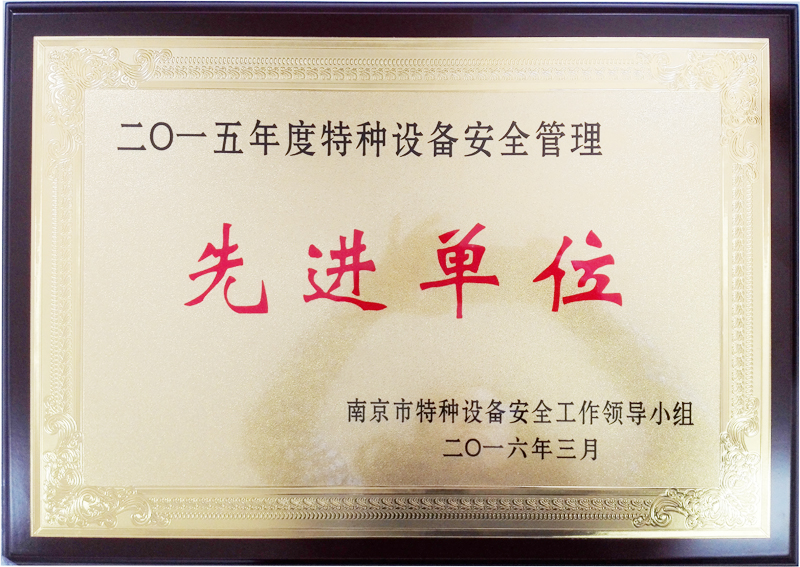 二〇一五年度特种设备安全管理
先进单位
南京市特种设备安全工作领导小组
二〇一六年三月